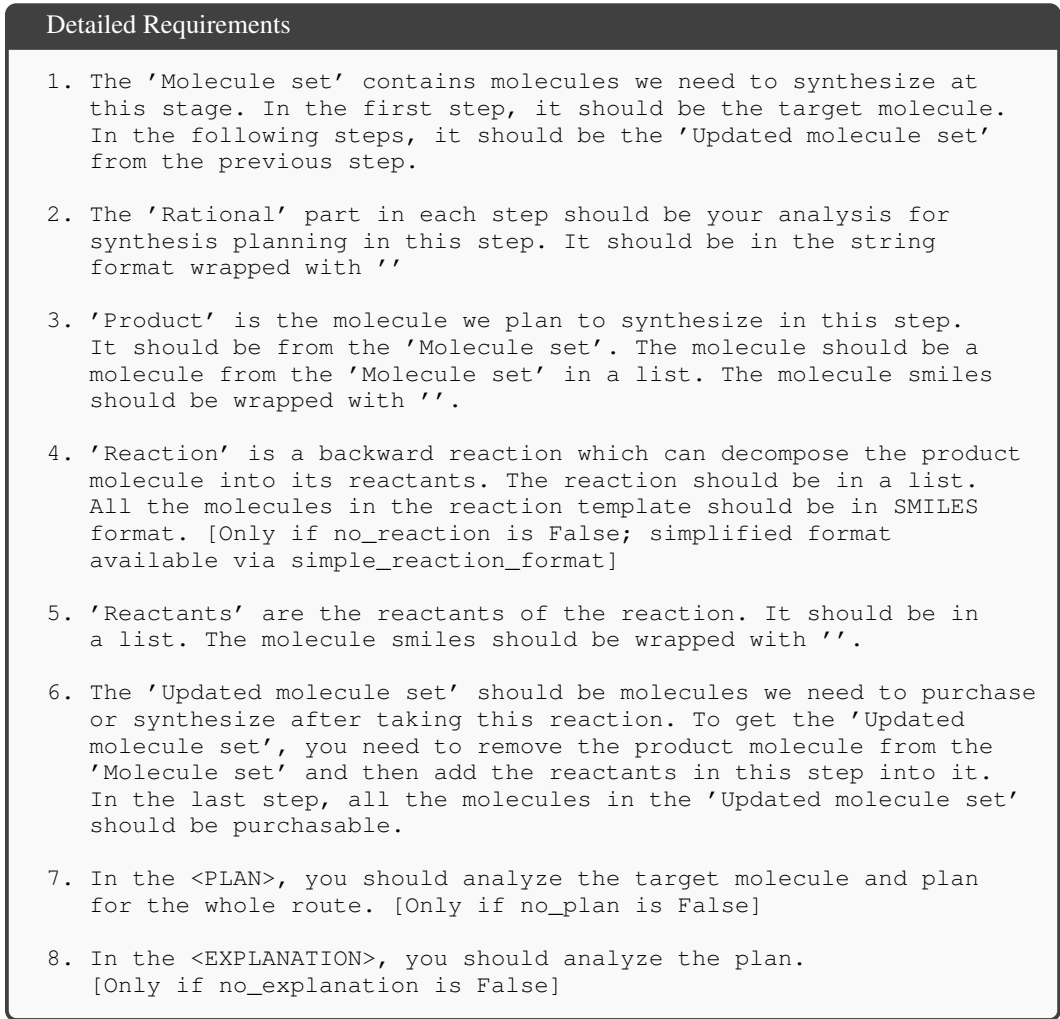 Detailed Requirements
1. The ′Molecule set′ contains molecules we need to synthesize at
this stage. In the first step, it should be the target molecule.
In the following steps, it should be the ′Updated molecule set′
from the previous step.
2. The ′Rational′ part in each step should be your analysis for
synthesis planning in this step. It should be in the string
format wrapped with ′′
3. ′Product′ is the molecule we plan to synthesize in this step.
It should be from the ′Molecule set′. The molecule should be a
molecule from the ′Molecule set′ in a list. The molecule smiles
should be wrapped with ′′.
4. ′Reaction′ is a backward reaction which can decompose the product
molecule into its reactants. The reaction should be in a list.
All the molecules in the reaction template should be in SMILES
format. [Only if no_reaction is False; simplified format
available via simple_reaction_format]
5. ′Reactants′ are the reactants of the reaction. It should be in
a list. The molecule smiles should be wrapped with ′′.
6. The ′Updated molecule set′ should be molecules we need to purchase
or synthesize after taking this reaction. To get the ′Updated
molecule set′, you need to remove the product molecule from the
′Molecule set′ and then add the reactants in this step into it.
In the last step, all the molecules in the ′Updated molecule set′
should be purchasable.
7. In the <PLAN>, you should analyze the target molecule and plan
for the whole route. [Only if no_plan is False]
8. In the <EXPLANATION>, you should analyze the plan.
[Only if no_explanation is False]